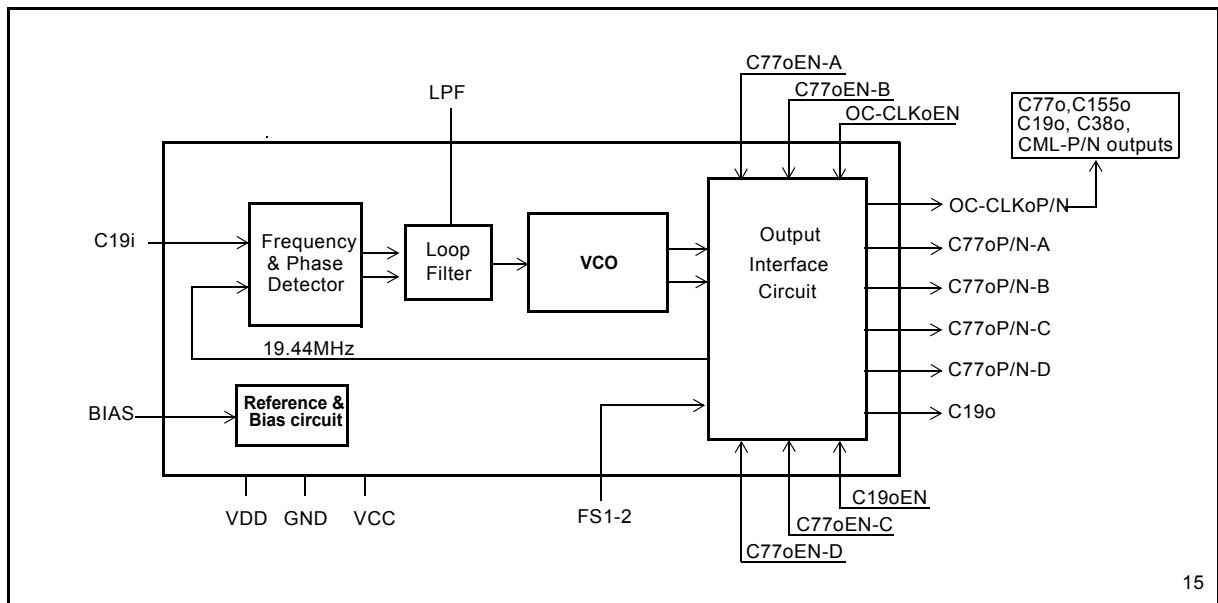 C77oEN-A
C77oEN-B
OC-CLKoEN
LPF
C77o,C155o
C19o, C38o,
CML-P/N outputs
OC-CLKoP/N
C19i
Frequency
& Phase
Detector
Loop
Filter
VCO
Output
Interface
Circuit
C77oP/N-A
C77oP/N-B
C77oP/N-C
19.44MHz
C77oP/N-D
BIAS
Reference &
Bias circuit
C19o
VDD
GND
VCC
FS1-2
C19oEN
C77oEN-C
C77oEN-D
15